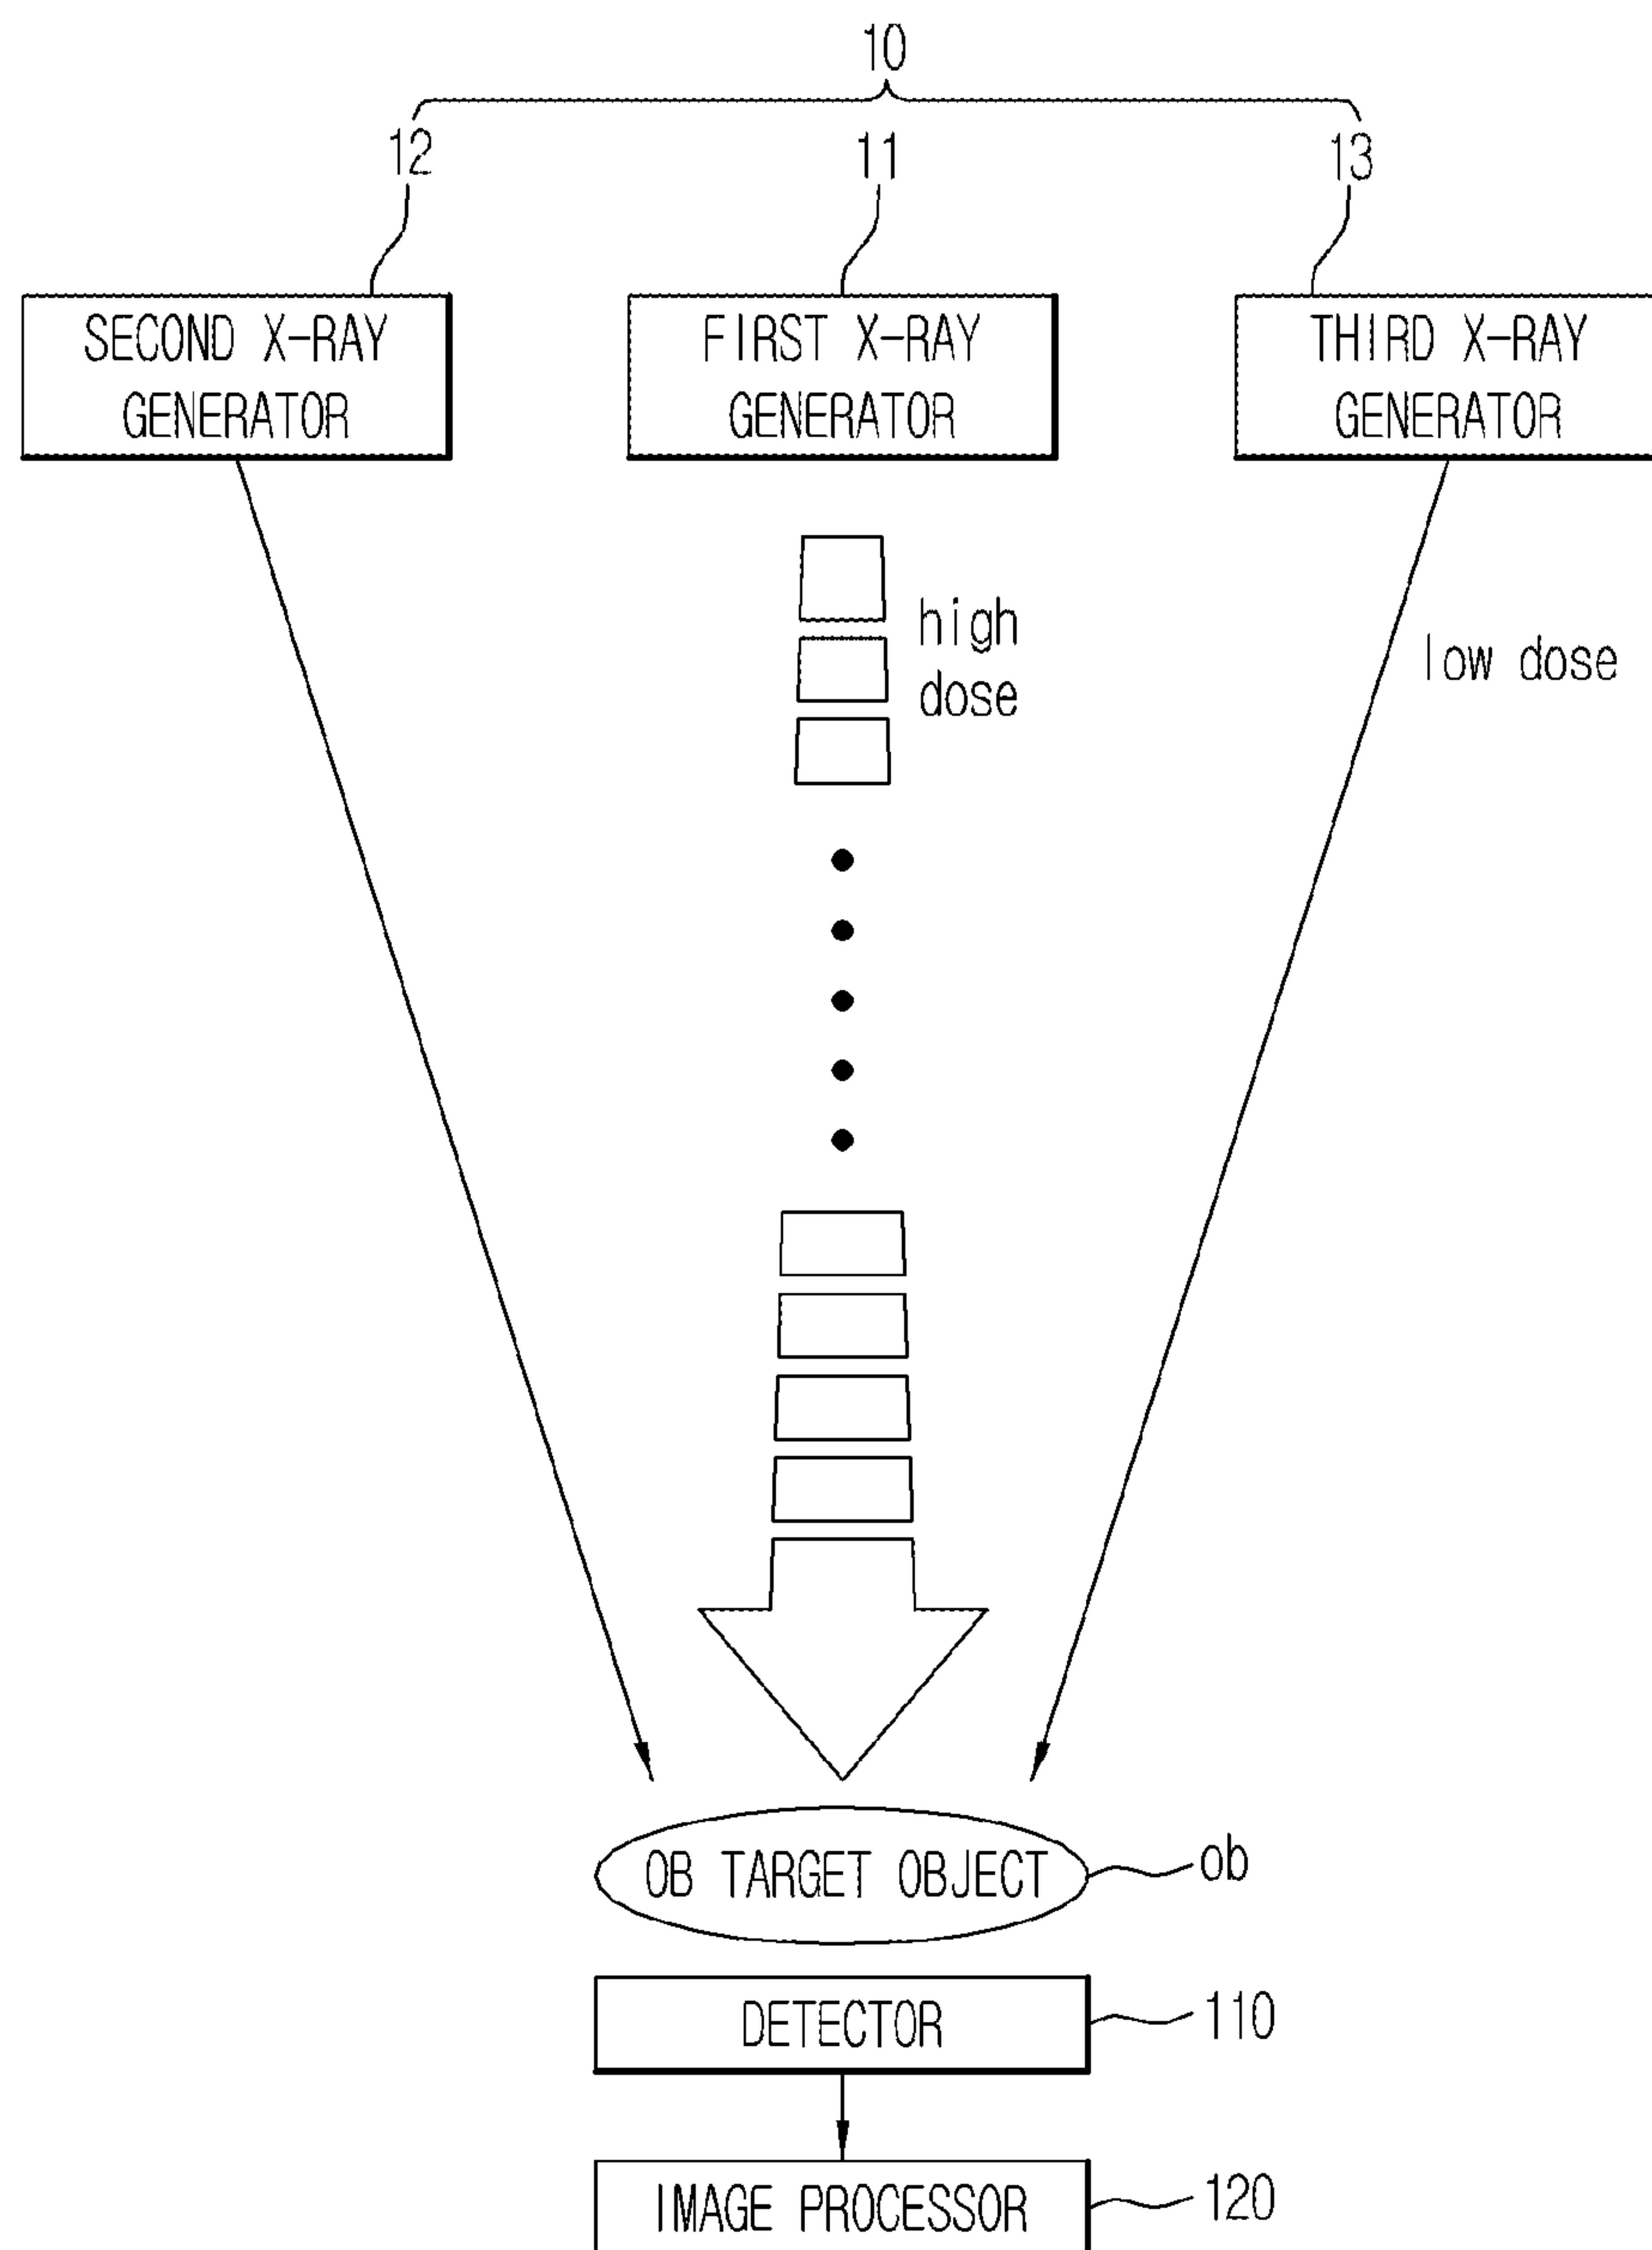 10
12
11
13
SECOND X-RAY
GENERATOR
FIRST X-RAY
GENERATOR
THIRD X-RAY
GENERATOR
high
dose
low dose
OB TARGET OBJECT
ob
DETECTOR
110
IMAGE PROCESSOR
120